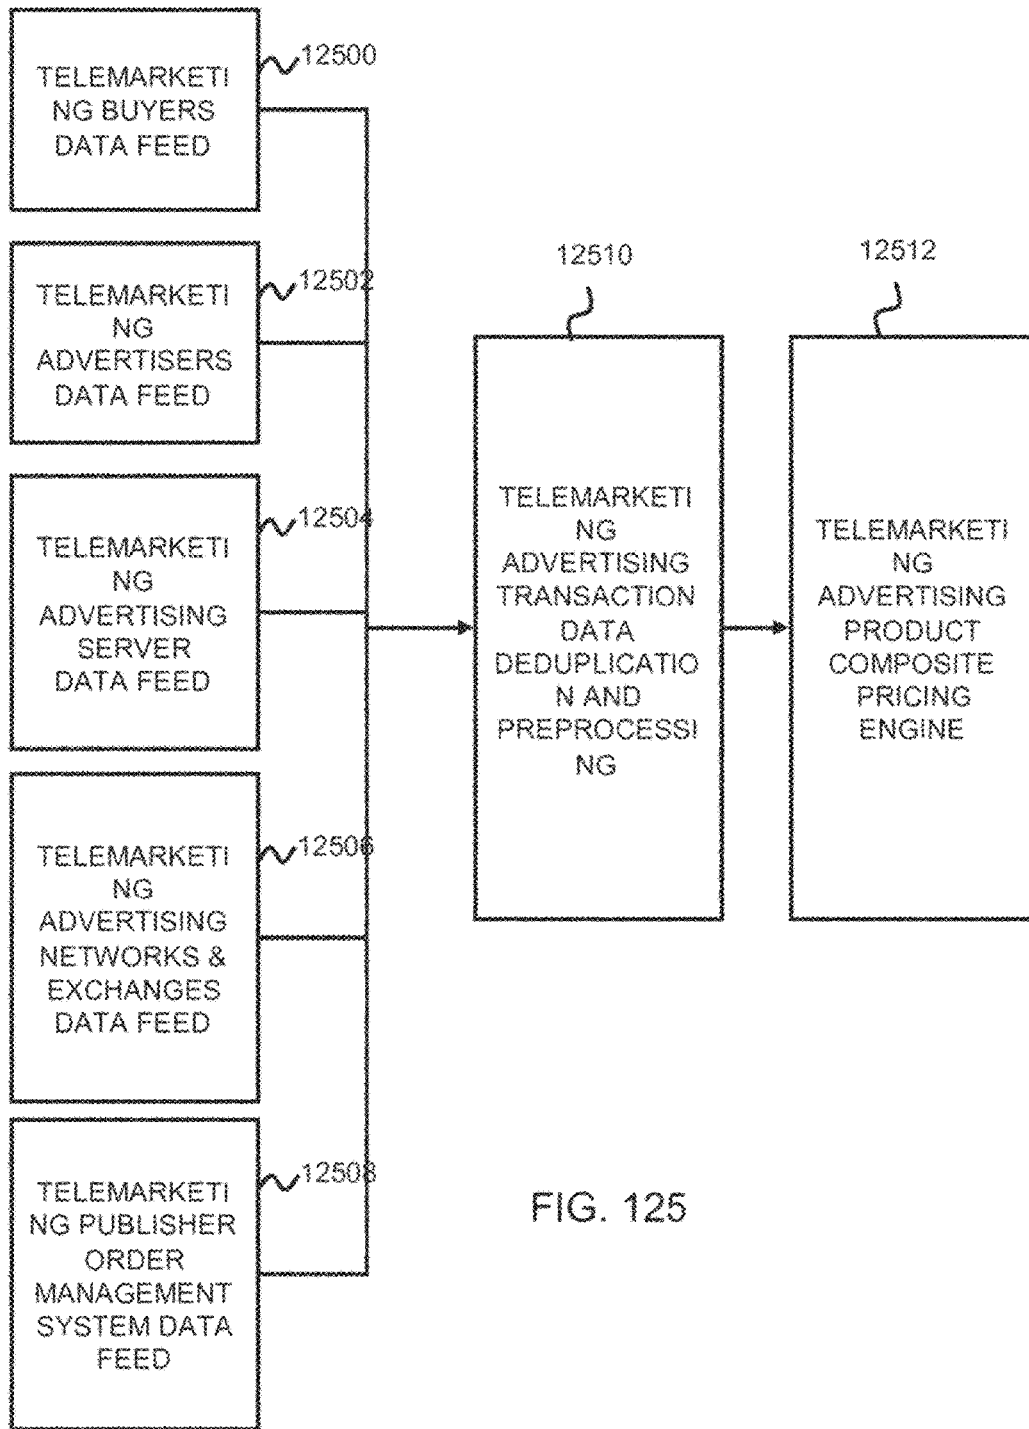 TELEMARKETI
NG BUYERS
DATA FEED
12500
TELEMARKETI
NG
ADVERTISERS
DATA FEED
12502
TELEMARKETI
NG
ADVERTISING
SERVER
DATA FEED
12504
TELEMARKETI
NG
ADVERTISING
NETWORKS &
EXCHANGES
DATA FEED
12506
TELEMARKETI
NG PUBLISHER
ORDER
MANAGEMENT
SYSTEM DATA
FEED
12508
12510
TELEMARKETI
NG
ADVERTISING
TRANSACTION
DATA
DEDUPLICATIO
N AND
PREPROCESSI
NG
12512
TELEMARKETI
NG
ADVERTISING
PRODUCT
COMPOSITE
PRICING
ENGINE
FIG. 125